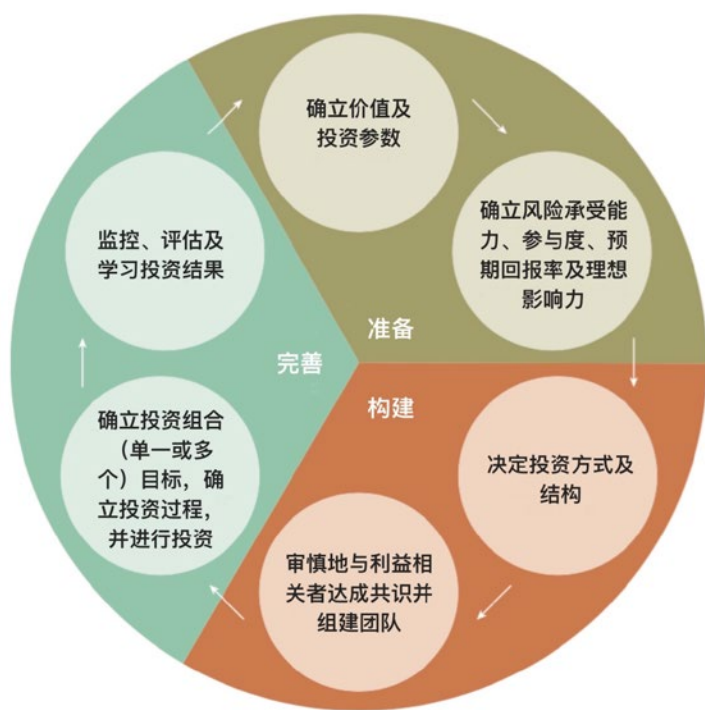 确立价值及
投资参数
确立风险承受能
力、参与度、预
期回报率及理想
影响力
准备
决定投资方式及
结构
审慎地与利益相
关者达成共识并
组建团队
构建
确立投资组合
（单一或多
个）目标，确
立投资过程，
并进行投资
监控、评估及
学习投资结果
完善